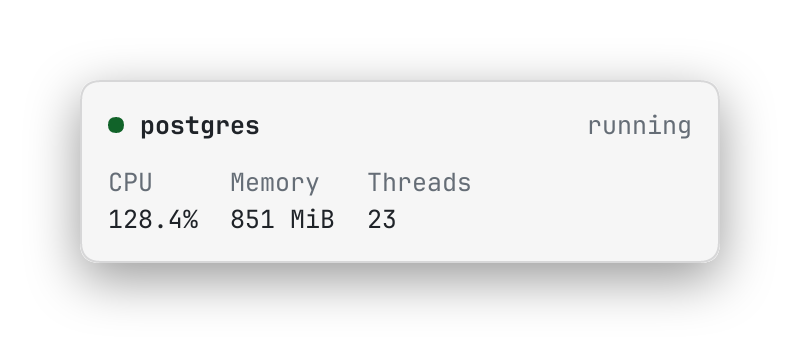 postgres running
CPU Memory Threads
128.4% 851 MiB 23